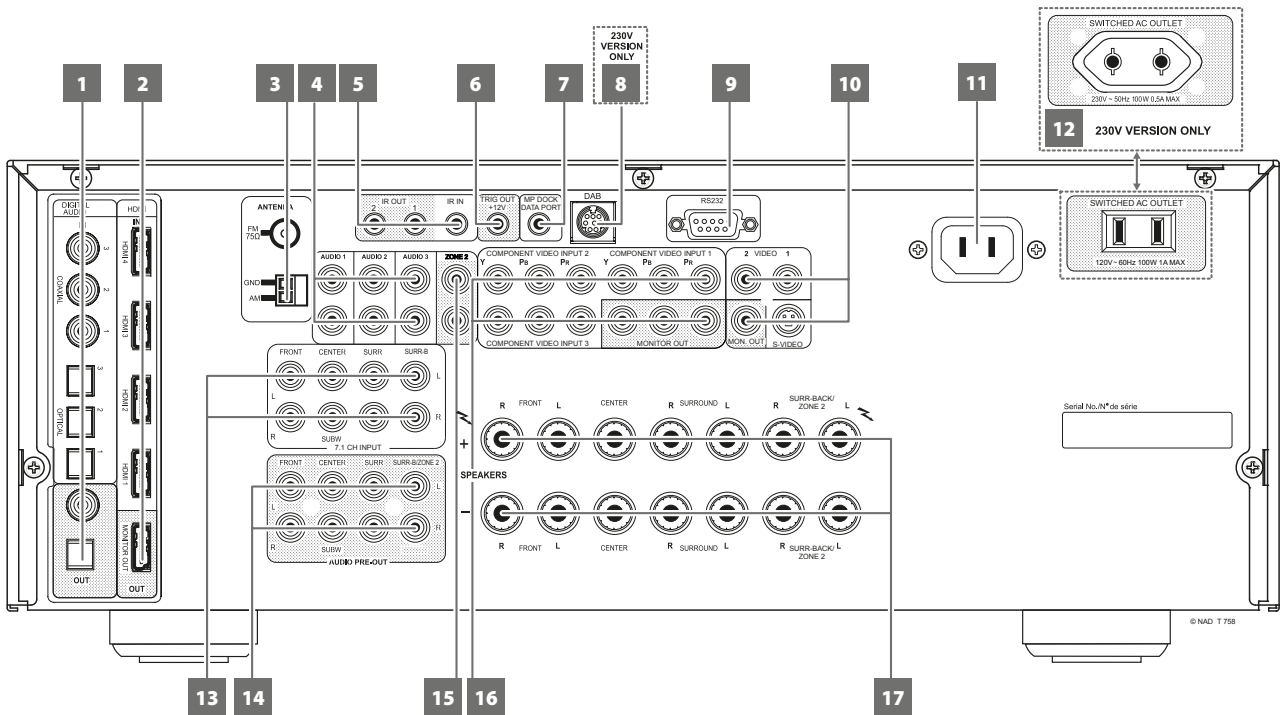 230V
VERSION
ONLY
SWITCHED AC OUTLET
230V ~ 50Hz 100W 0.5A MAX
1
2
3
4
5
6
7
8
9
10
11
12
230V VERSION ONLY
DIGITAL
AUDIO
IN
HDMI
IN
3
2
1
COAXIAL
3
2
1
OPTICAL
OUT
HDMI 4
HDMI 3
HDMI 2
HDMI 1
MONITOR OUT
OUT
ANTENNA
FM
75Ω
GND
AM
IR OUT
2
1
IR IN
TRIG OUT
+12V
MP DOCK
DATA PORT
DAB
RS232
SWITCHED AC OUTLET
120V ~ 60Hz 100W 1A MAX
AUDIO 1
AUDIO 2
AUDIO 3
ZONE 2
COMPONENT VIDEO INPUT 2
COMPONENT VIDEO INPUT 1
Y
PB
PR
Y
PB
PR
2 VIDEO 1
COMPONENT VIDEO INPUT 3
MONITOR OUT
MON. OUT
S-VIDEO
FRONT
CENTER
SURR
SURR-B
L
L
R
R
SUBW
7.1 CH INPUT
FRONT
CENTER
SURR
SURR-B/ZONE 2
L
L
R
R
SUBW
AUDIO PRE-OUT
R FRONT L
CENTER
R SURROUND L
SURR-BACK/
R ZONE 2 L
+
SPEAKERS
–
R FRONT L
CENTER
R SURROUND L
R SURR-BACK/ L
ZONE 2
Serial No./N° de série
© NAD T 758
13
14
15
16
17